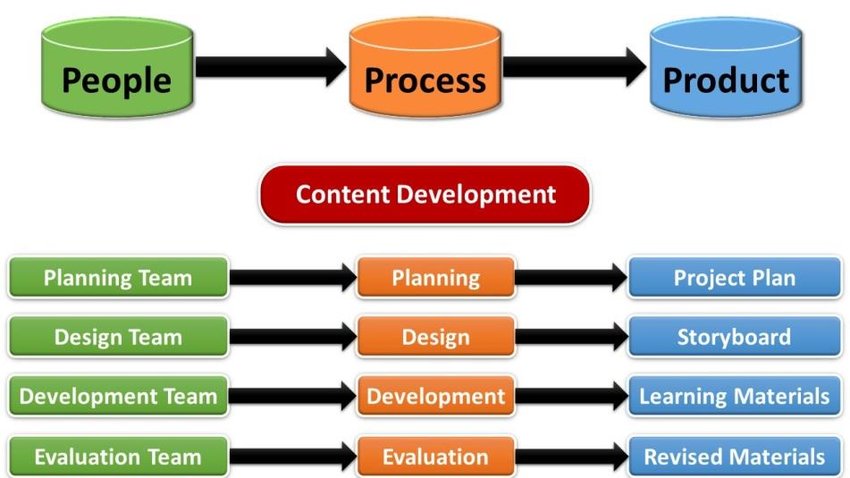 People
Process
Product
Content Development
Planning Team
Planning
Project Plan
Design Team
Design
Storyboard
Development Team
Development
Learning Materials
Evaluation Team
Evaluation
Revised Materials